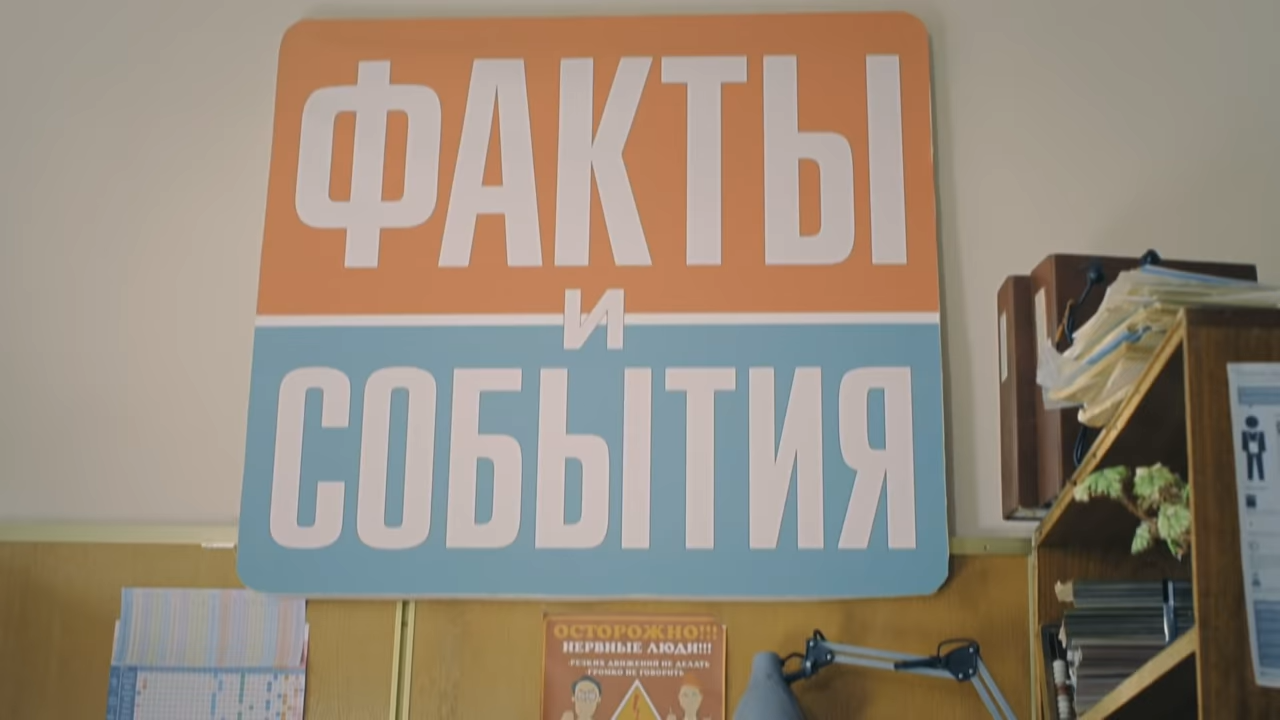 ФАКТЫ
И
СОБЫТИЯ
ОСТОРОЖНО!!!
НЕРВНЫЕ ЛЮДИ!!!
-РЕЗКИХ ДВИЖЕНИЙ НЕ ДЕЛАТЬ
-ГРОМКО НЕ ГОВОРИТЬ